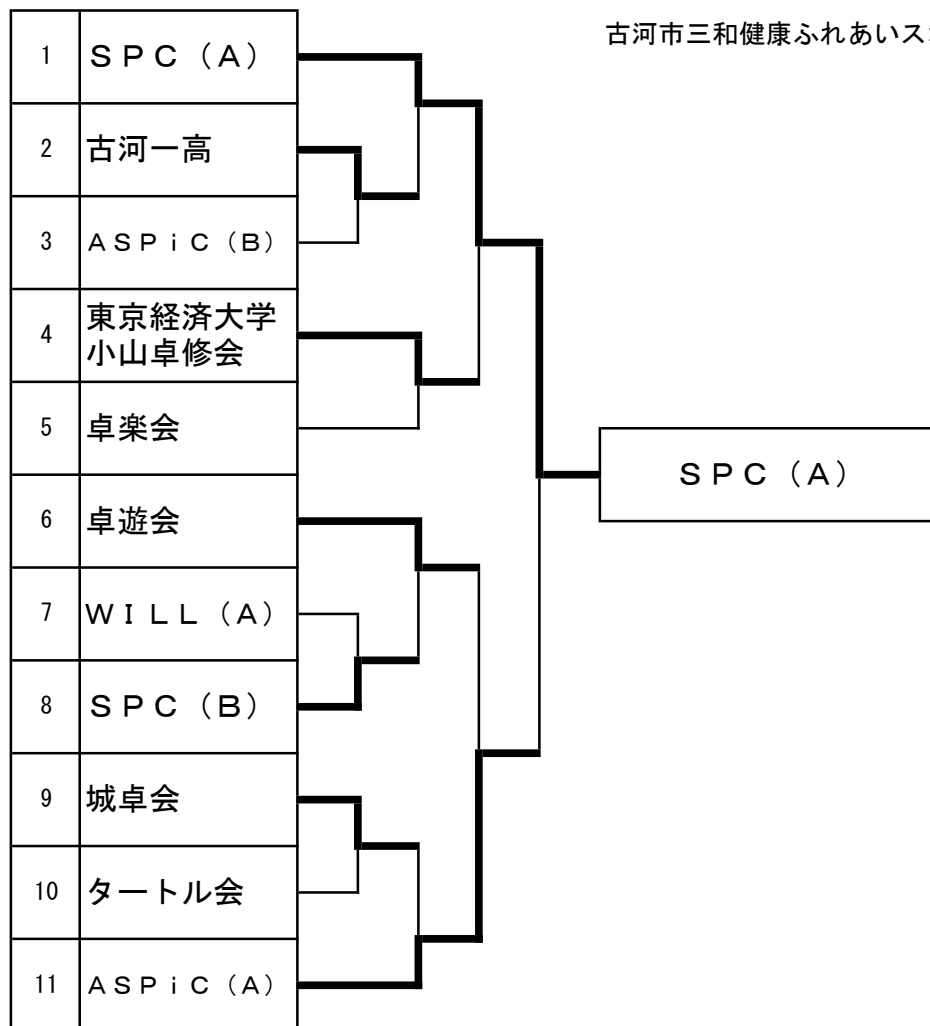 古河市三和健康ふれあいス
1 ＳＰＣ（Ａ）
2 古河一高
3 ＡＳＰｉＣ（Ｂ）
4 東京経済大学
小山卓修会
5 卓楽会
6 卓遊会
7 ＷＩＬＬ（Ａ）
8 ＳＰＣ（Ｂ）
9 城卓会
10 タートル会
11 ＡＳＰｉＣ（Ａ）
ＳＰＣ（Ａ）